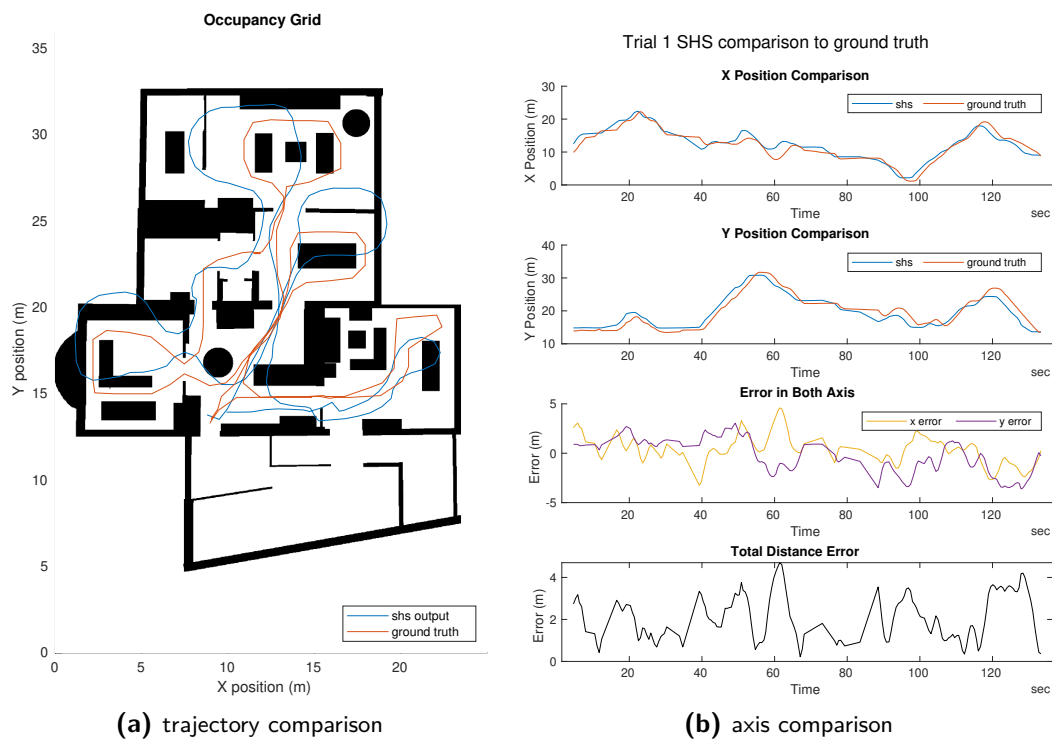 Occupancy Grid
35
30
25
20
15
10
5
0
Y position (m)
0 5 10 15 20
X position (m)
shs output
ground truth
(a) trajectory comparison
Trial 1 SHS comparison to ground truth
X Position Comparison
30
20
10
0
X Position (m)
shs ground truth
20 40 60 80 100 120
Time sec
Y Position Comparison
40
30
20
10
Y Position (m)
shs ground truth
20 40 60 80 100 120
Time sec
Error in Both Axis
5
0
-5
Error (m)
x error y error
20 40 60 80 100 120
Time sec
Total Distance Error
4
2
0
Error (m)
20 40 60 80 100 120
Time sec
(b) axis comparison